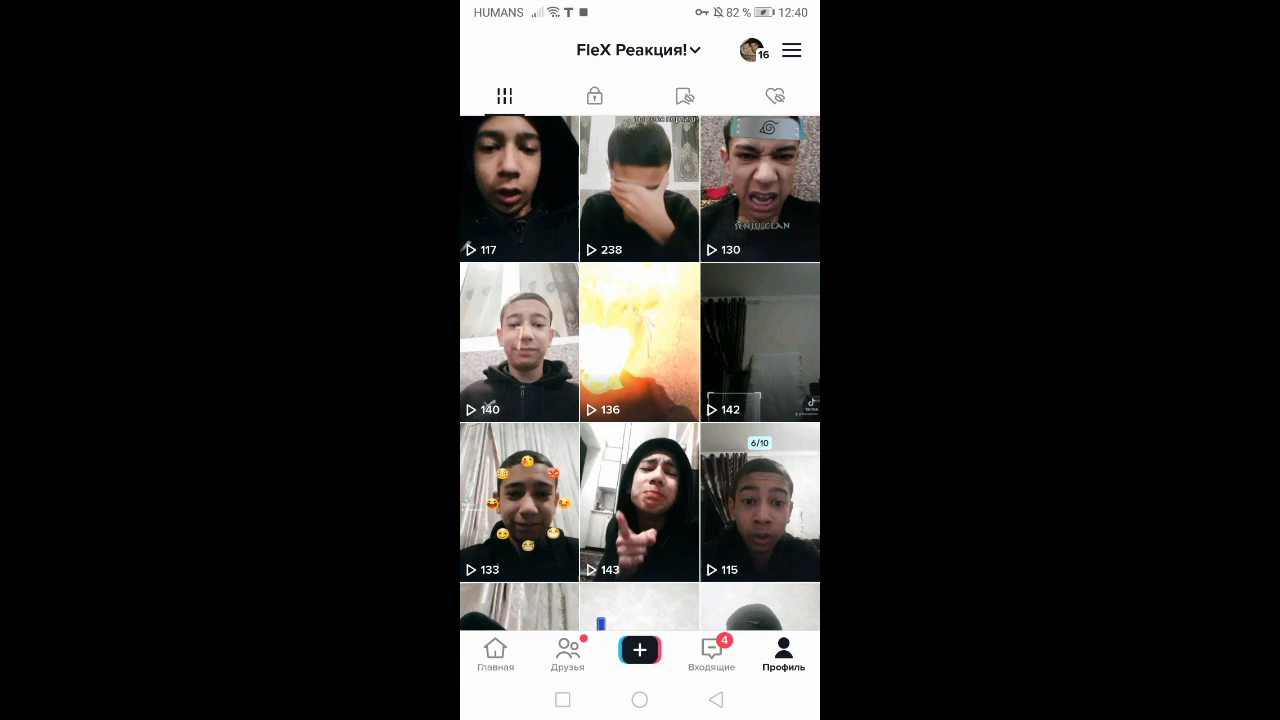 HUMANS 82 % 12:40
FleX Реакция! 16
117
238
SENJU CLAN
130
140
136
142
TikTok
6/10
133
143
115
4
Главная
Друзья
Входящие
Профиль